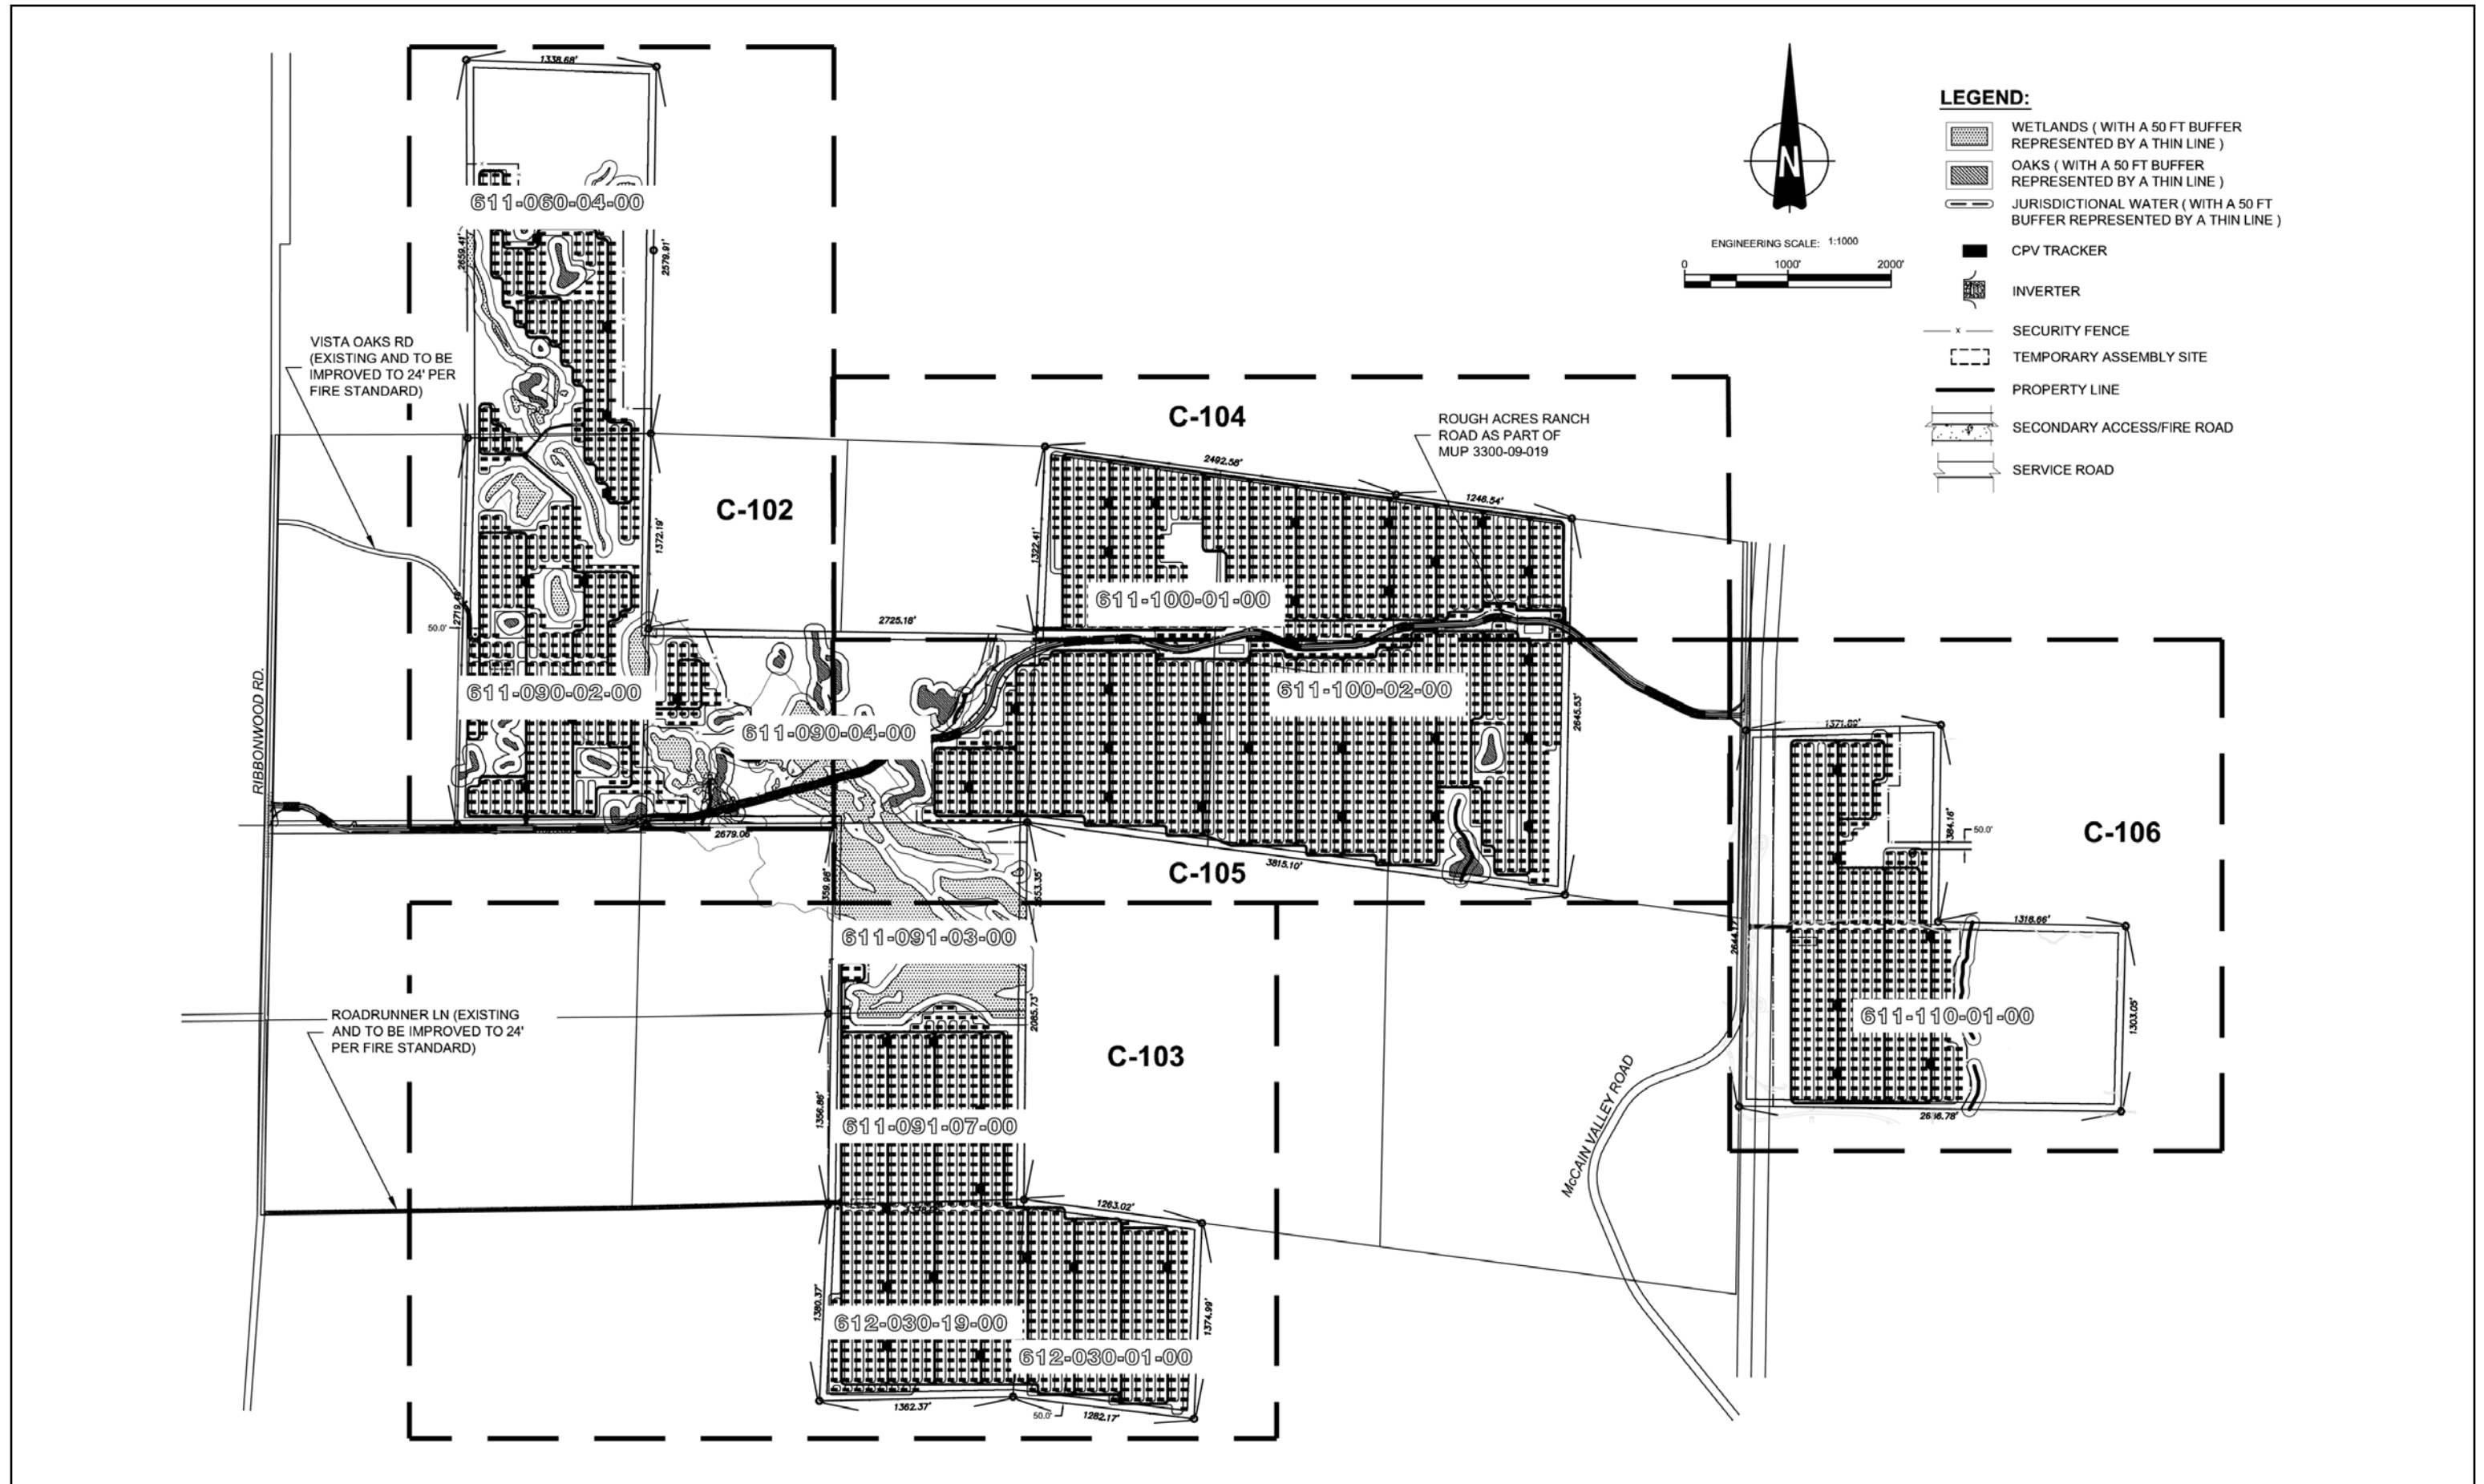 1338.68'
LEGEND:
WETLANDS ( WITH A 50 FT BUFFER
REPRESENTED BY A THIN LINE )
OAKS ( WITH A 50 FT BUFFER
REPRESENTED BY A THIN LINE )
JURISDICTIONAL WATER ( WITH A 50 FT
BUFFER REPRESENTED BY A THIN LINE )
CPV TRACKER
INVERTER
x
SECURITY FENCE
TEMPORARY ASSEMBLY SITE
PROPERTY LINE
SECONDARY ACCESS/FIRE ROAD
SERVICE ROAD
N
ENGINEERING SCALE: 1:1000
0 1000' 2000'
611-060-04-00
2659.41'
2579.91'
VISTA OAKS RD
(EXISTING AND TO BE
IMPROVED TO 24' PER
FIRE STANDARD)
C-104
ROUGH ACRES RANCH
ROAD AS PART OF
MUP 3300-09-019
2492.58'
1246.54'
C-102
1372.19'
1322.41'
611-100-01-00
50.0'
2725.18'
RIBBONWOOD RD.
611-090-02-00
611-100-02-00
2645.53'
611-090-04-00
1371.89'
2679.06'
C-105
3815.10'
50.0'
C-106
1318.66'
611-091-03-00
2085.73'
611-110-01-00
1303.05'
ROADRUNNER LN (EXISTING
AND TO BE IMPROVED TO 24'
PER FIRE STANDARD)
C-103
1356.86'
611-091-07-00
McCAIN VALLEY ROAD
1263.02'
1380.37'
1374.99'
612-030-19-00
612-030-01-00
1362.37'
50.0'
1282.17'